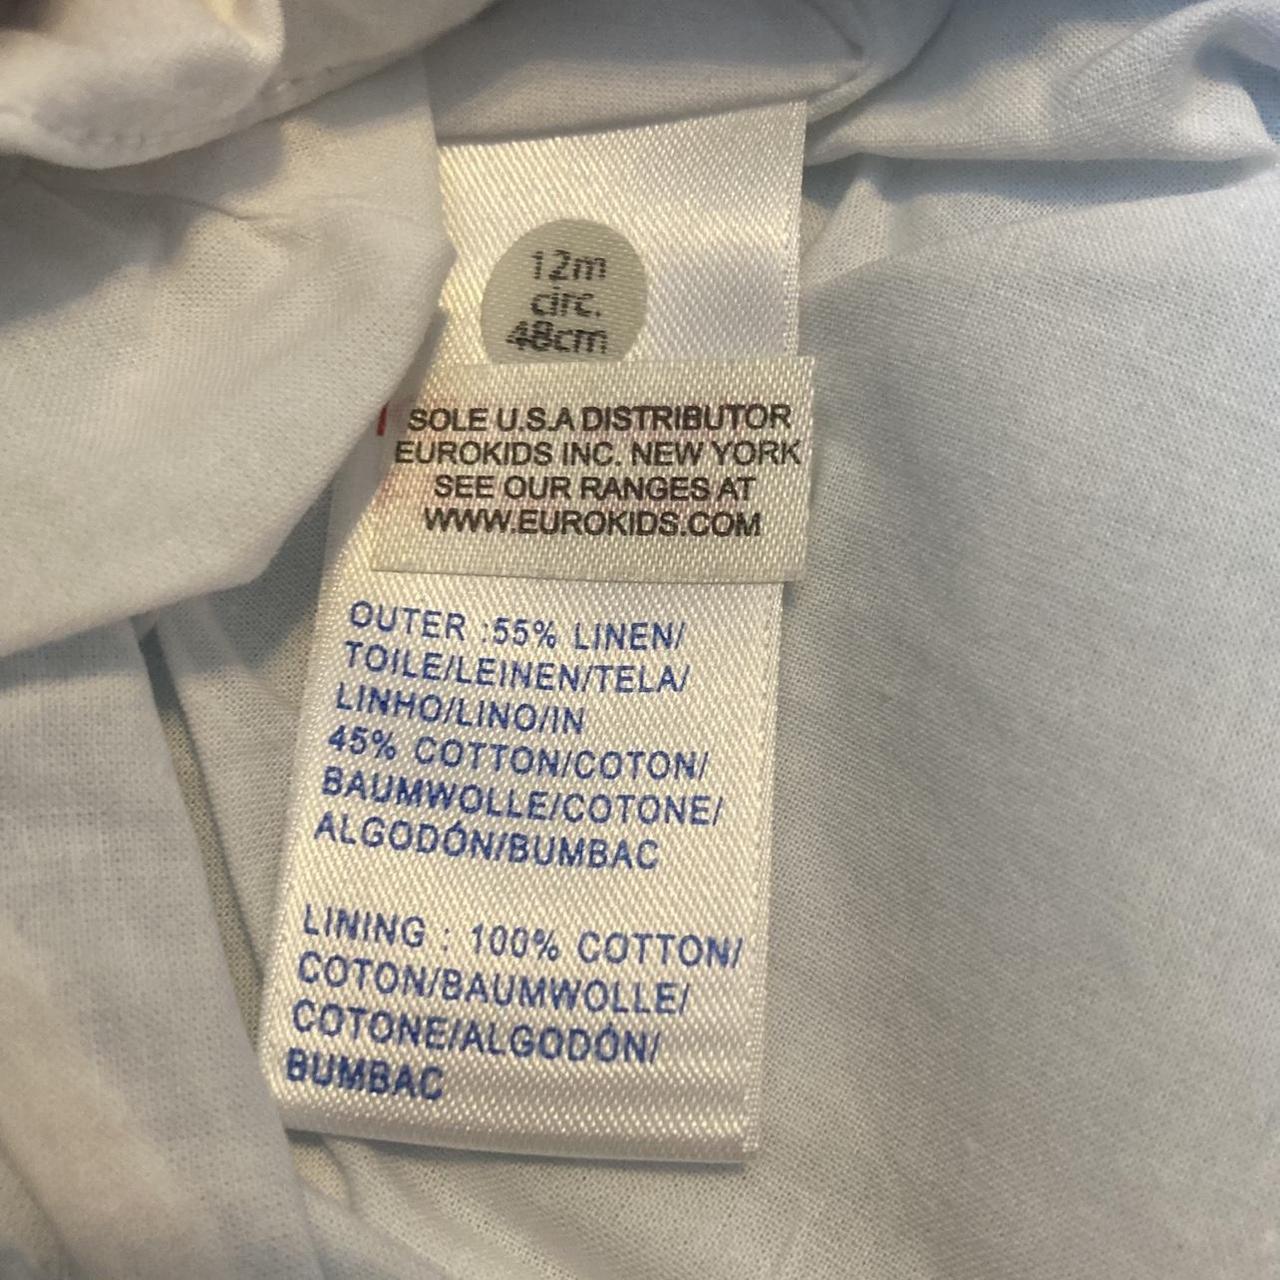 12m
circ.
48cm
SOLE U.S.A DISTRIBUTOR
EUROKIDS INC. NEW YORK
SEE OUR RANGES AT
WWW.EUROKIDS.COM
OUTER :55% LINEN/
TOILE/LEINEN/TELA/
LINHO/LINO/IN
45% COTTON/COTON/
BAUMWOLLE/COTONE/
ALGODÓN/BUMBAC
LINING : 100% COTTON/
COTON/BAUMWOLLE/
COTONE/ALGODÓN/
BUMBAC